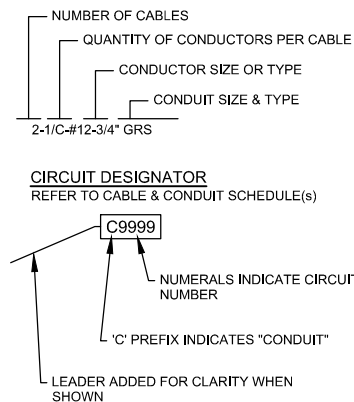 NUMBER OF CABLES
QUANTITY OF CONDUCTORS PER CABLE
CONDUCTOR SIZE OR TYPE
CONDUIT SIZE & TYPE
2-1/C-#12-3/4" GRS
CIRCUIT DESIGNATOR
REFER TO CABLE & CONDUIT SCHEDULE(s)
C9999
NUMERALS INDICATE CIRCUIT
NUMBER
'C' PREFIX INDICATES "CONDUIT"
LEADER ADDED FOR CLARITY WHEN
SHOWN